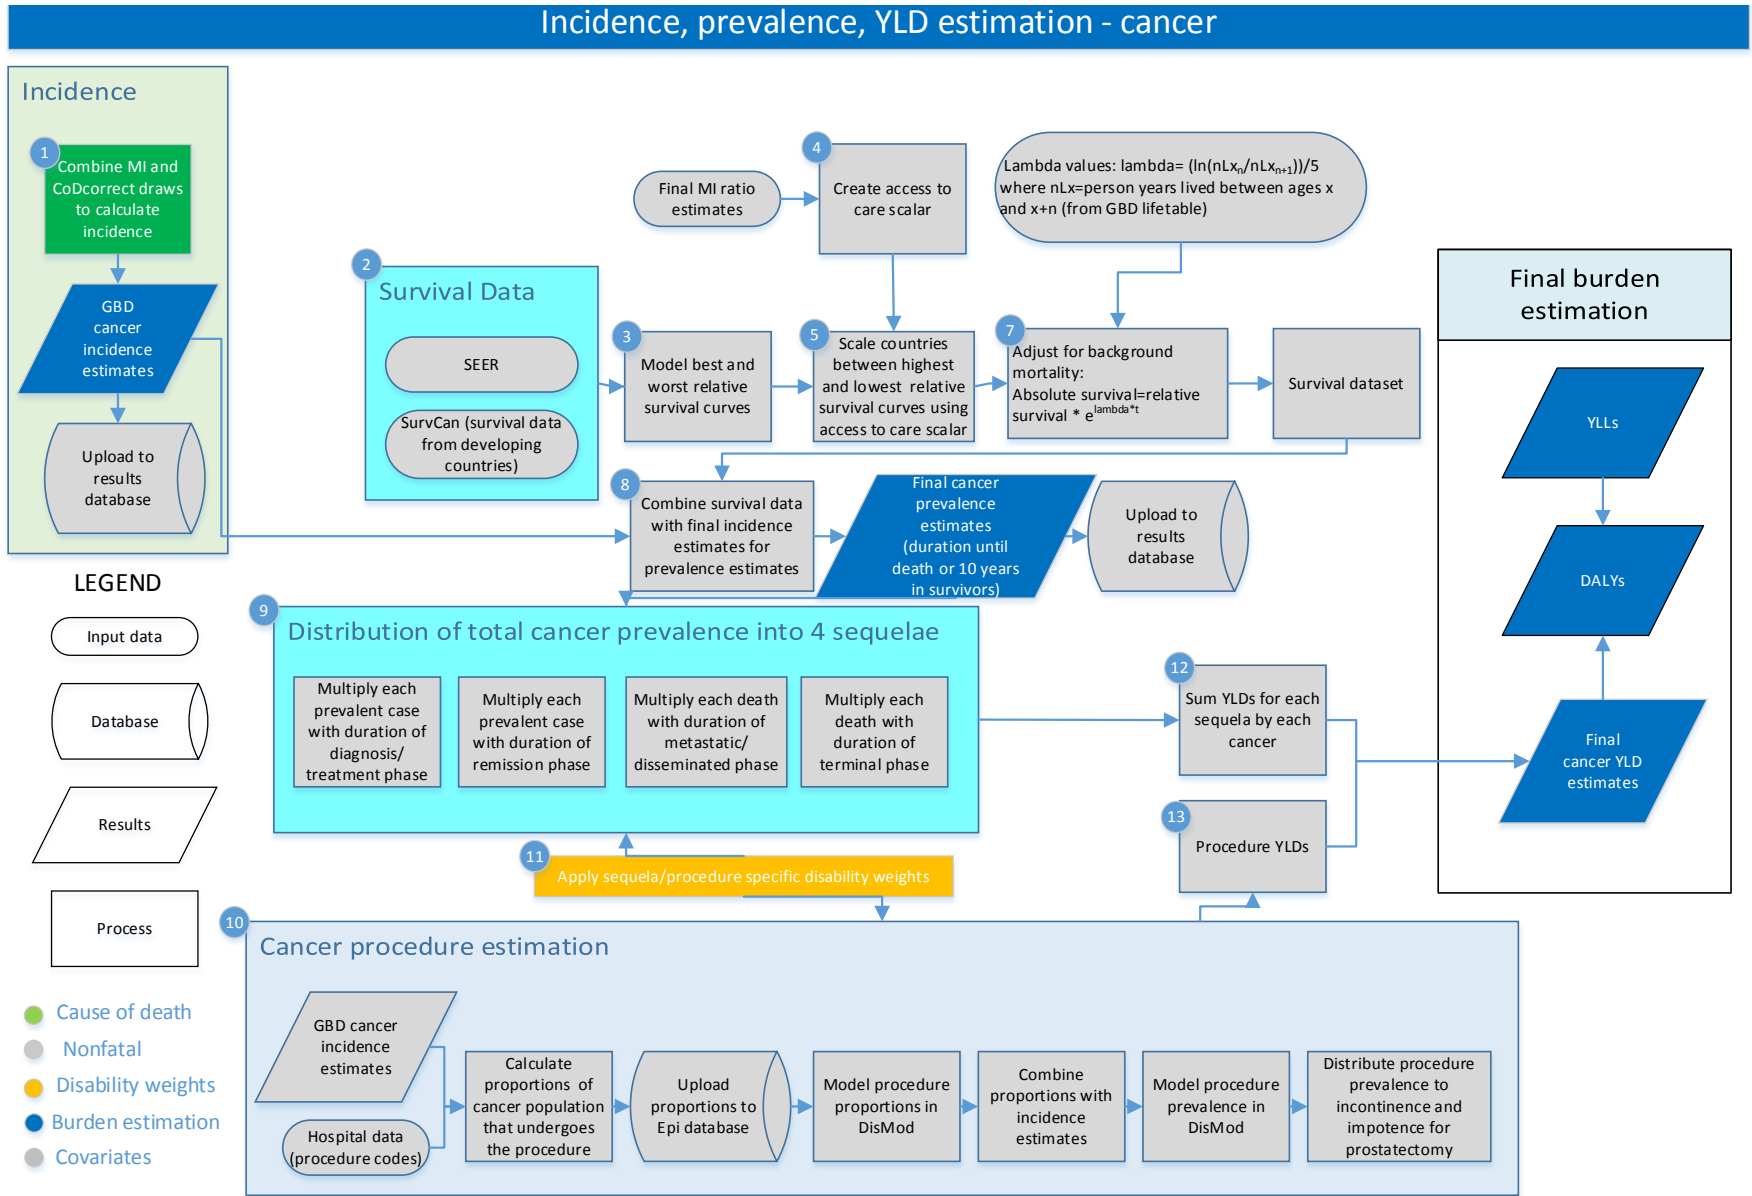 Incidence, prevalence, YLD estimation - cancer
Incidence
1
Combine MI and
CoDcorrect draws
to calculate
incidence
GBD
cancer
incidence
estimates
Upload to
results
database
2
Survival Data
SEER
SurvCan (survival data
from developing
countries)
3
Model best and
worst relative
survival curves
Final MI ratio
estimates
4
Create access to
care scalar
5
Scale countries
between highest
and lowest relative
survival curves using
access to care scalar
Lambda values: lambda= (ln(nLxₙ/nLxₙ₊₁))/5
where nLx=person years lived between ages x
and x+n (from GBD lifetable)
7
Adjust for background
mortality:
Absolute survival=relative
survival * e^lambda*t
Survival dataset
8
Combine survival data
with final incidence
estimates for
prevalence estimates
Final cancer
prevalence
estimates
(duration until
death or 10 years
in survivors)
Upload to
results
database
9
Distribution of total cancer prevalence into 4 sequelae
Multiply each
prevalent case
with duration of
diagnosis/
treatment phase
Multiply each
prevalent case
with duration of
remission phase
Multiply each death
with duration of
metastatic/
disseminated phase
Multiply each
death with
duration of
terminal phase
11
Apply sequela/procedure specific disability weights
12
Sum YLDs for each
sequela by each
cancer
13
Procedure YLDs
Final burden
estimation
YLLs
DALYs
Final
cancer YLD
estimates
10
Cancer procedure estimation
GBD cancer
incidence
estimates
Hospital data
(procedure codes)
Calculate
proportions of
cancer population
that undergoes
the procedure
Upload
proportions to
Epi database
Model procedure
proportions in
DisMod
Combine
proportions with
incidence
estimates
Model procedure
prevalence in
DisMod
Distribute procedure
prevalence to
incontinence and
impotence for
prostatectomy
LEGEND
Input data
Database
Results
Process
Cause of death
Nonfatal
Disability weights
Burden estimation
Covariates